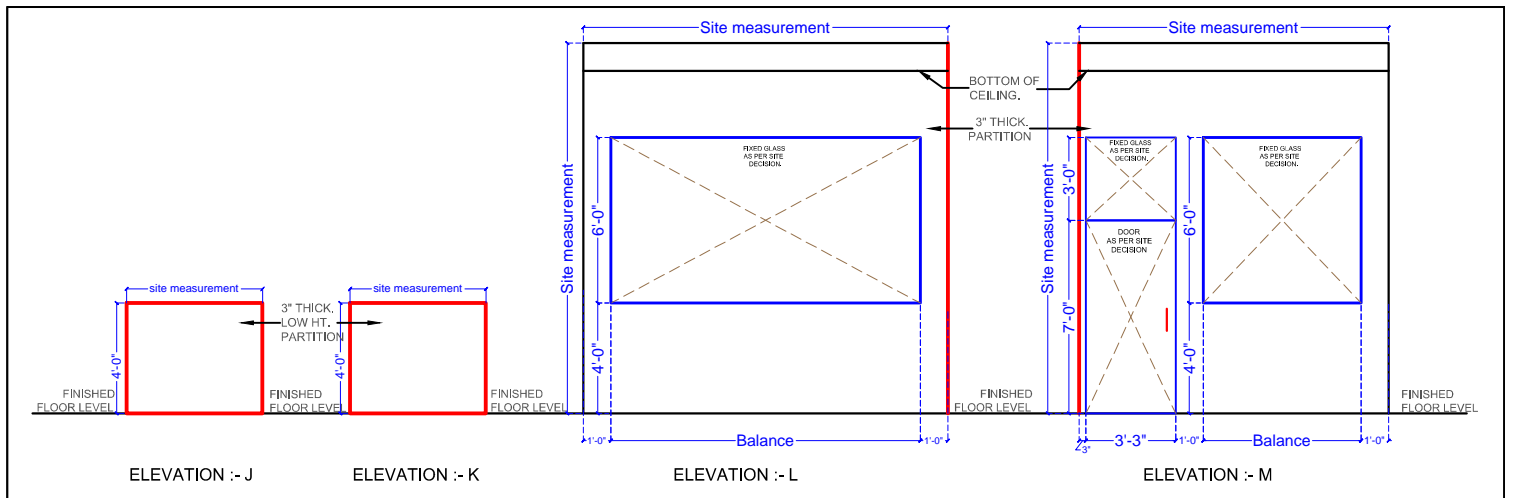 Site measurement
Site measurement
BOTTOM OF
CEILING.
3" THICK.
PARTITION
FIXED GLASS
AS PER SITE
DECISION.
FIXED GLASS
AS PER SITE
DECISION.
FIXED GLASS
AS PER SITE
DECISION.
Site measurement
6'-0"
4'-0"
Site measurement
3'-0"
7'-0"
6'-0"
4'-0"
DOOR
AS PER SITE
DECISION
site measurement
site measurement
3" THICK.
LOW HT.
PARTITION
4'-0"
4'-0"
FINISHED
FLOOR LEVEL
FINISHED
FLOOR LEVEL
FINISHED
FLOOR LEVEL
FINISHED
FLOOR LEVEL
FINISHED
FLOOR LEVEL
1'-0"
Balance
1'-0"
3"
3'-3"
1'-0"
Balance
1'-0"
ELEVATION :- J
ELEVATION :- K
ELEVATION :- L
ELEVATION :- M